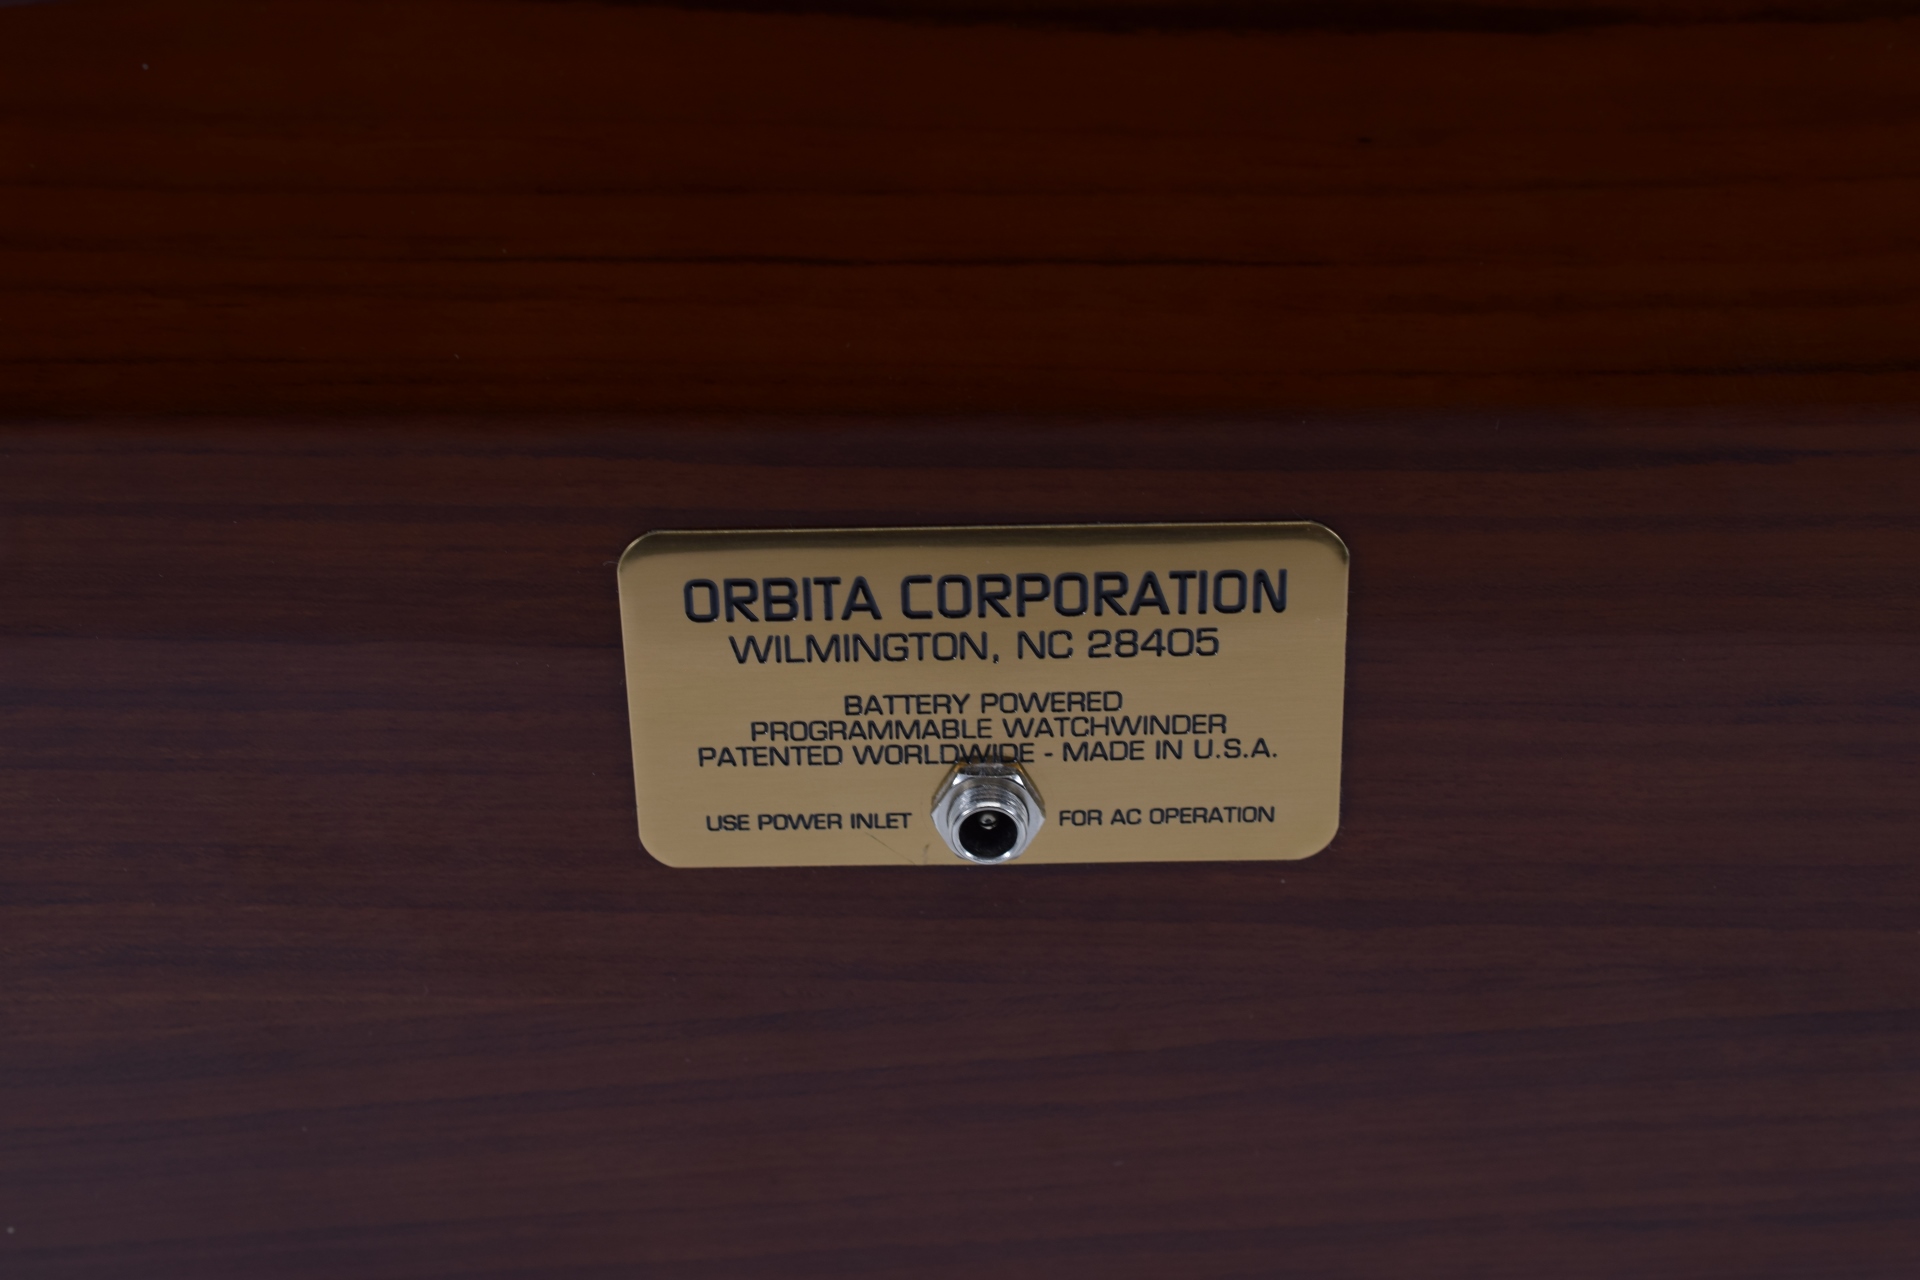 ORBITA CORPORATION
WILMINGTON, NC 28405
BATTERY POWERED
PROGRAMMABLE WATCHWINDER
PATENTED WORLDWIDE - MADE IN U.S.A.
USE POWER INLET FOR AC OPERATION